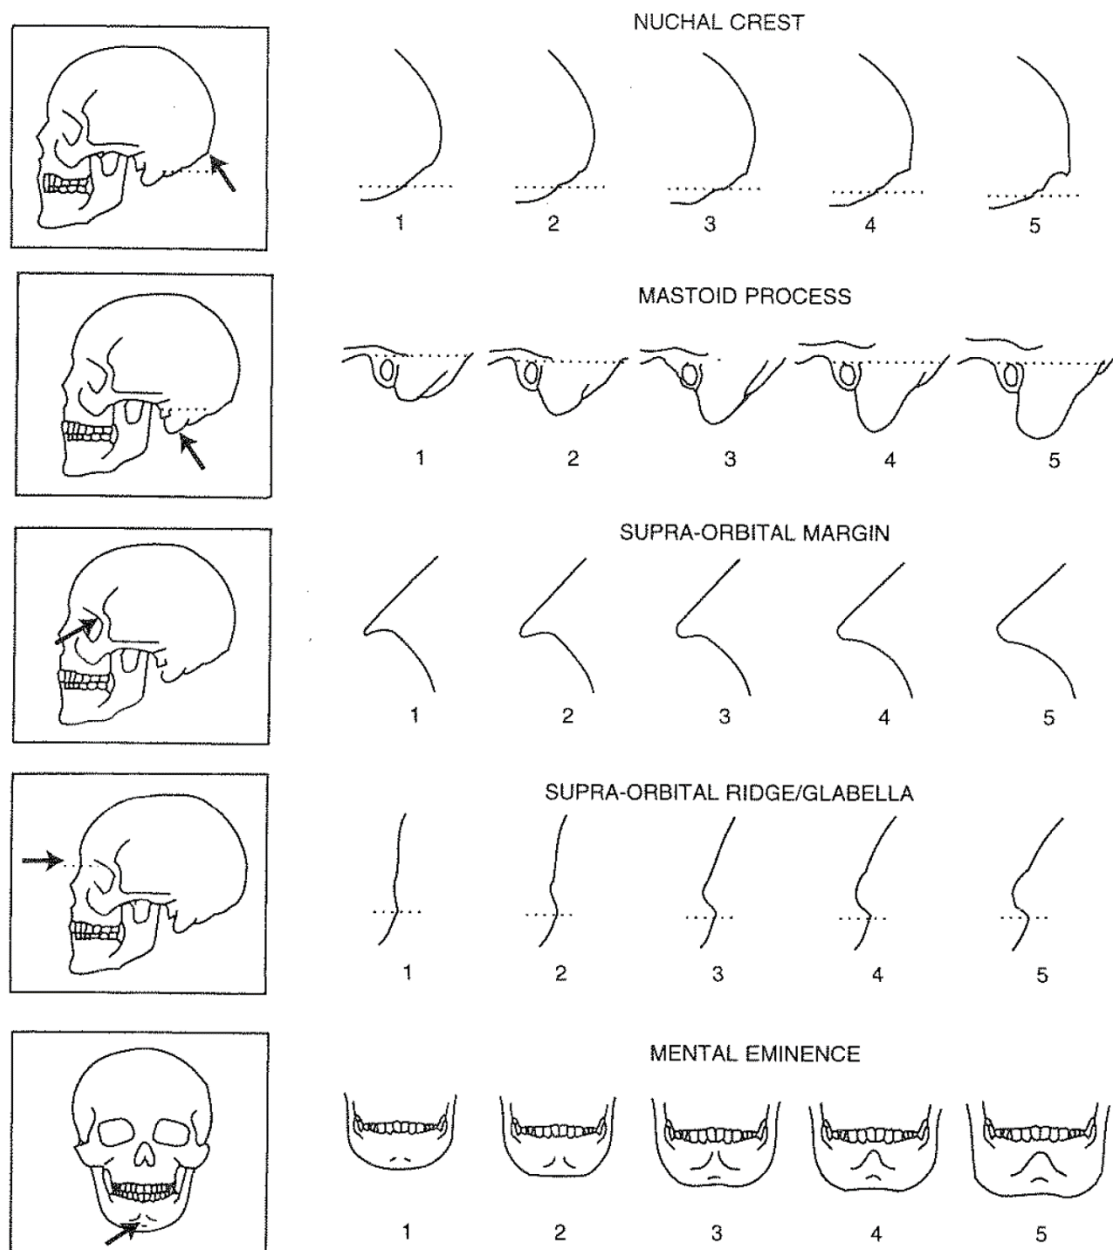 NUCHAL CREST
1 2 3 4 5
MASTOID PROCESS
1 2 3 4 5
SUPRA-ORBITAL MARGIN
1 2 3 4 5
SUPRA-ORBITAL RIDGE/GLABELLA
1 2 3 4 5
MENTAL EMINENCE
1 2 3 4 5